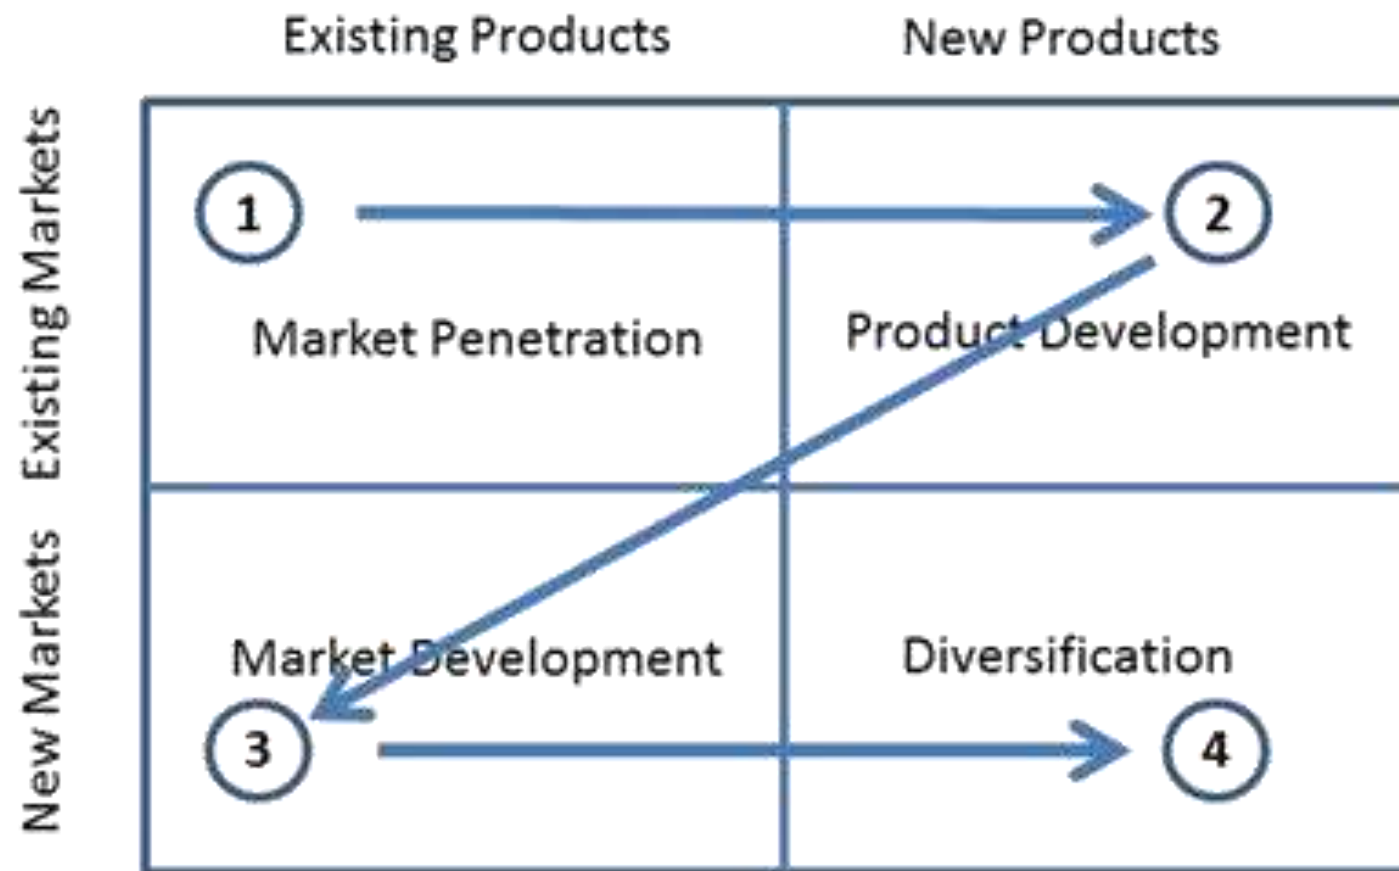 Existing Products
New Products
Existing Markets
1
2
Market Penetration
Product Development
New Markets
Market Development
Diversification
3
4